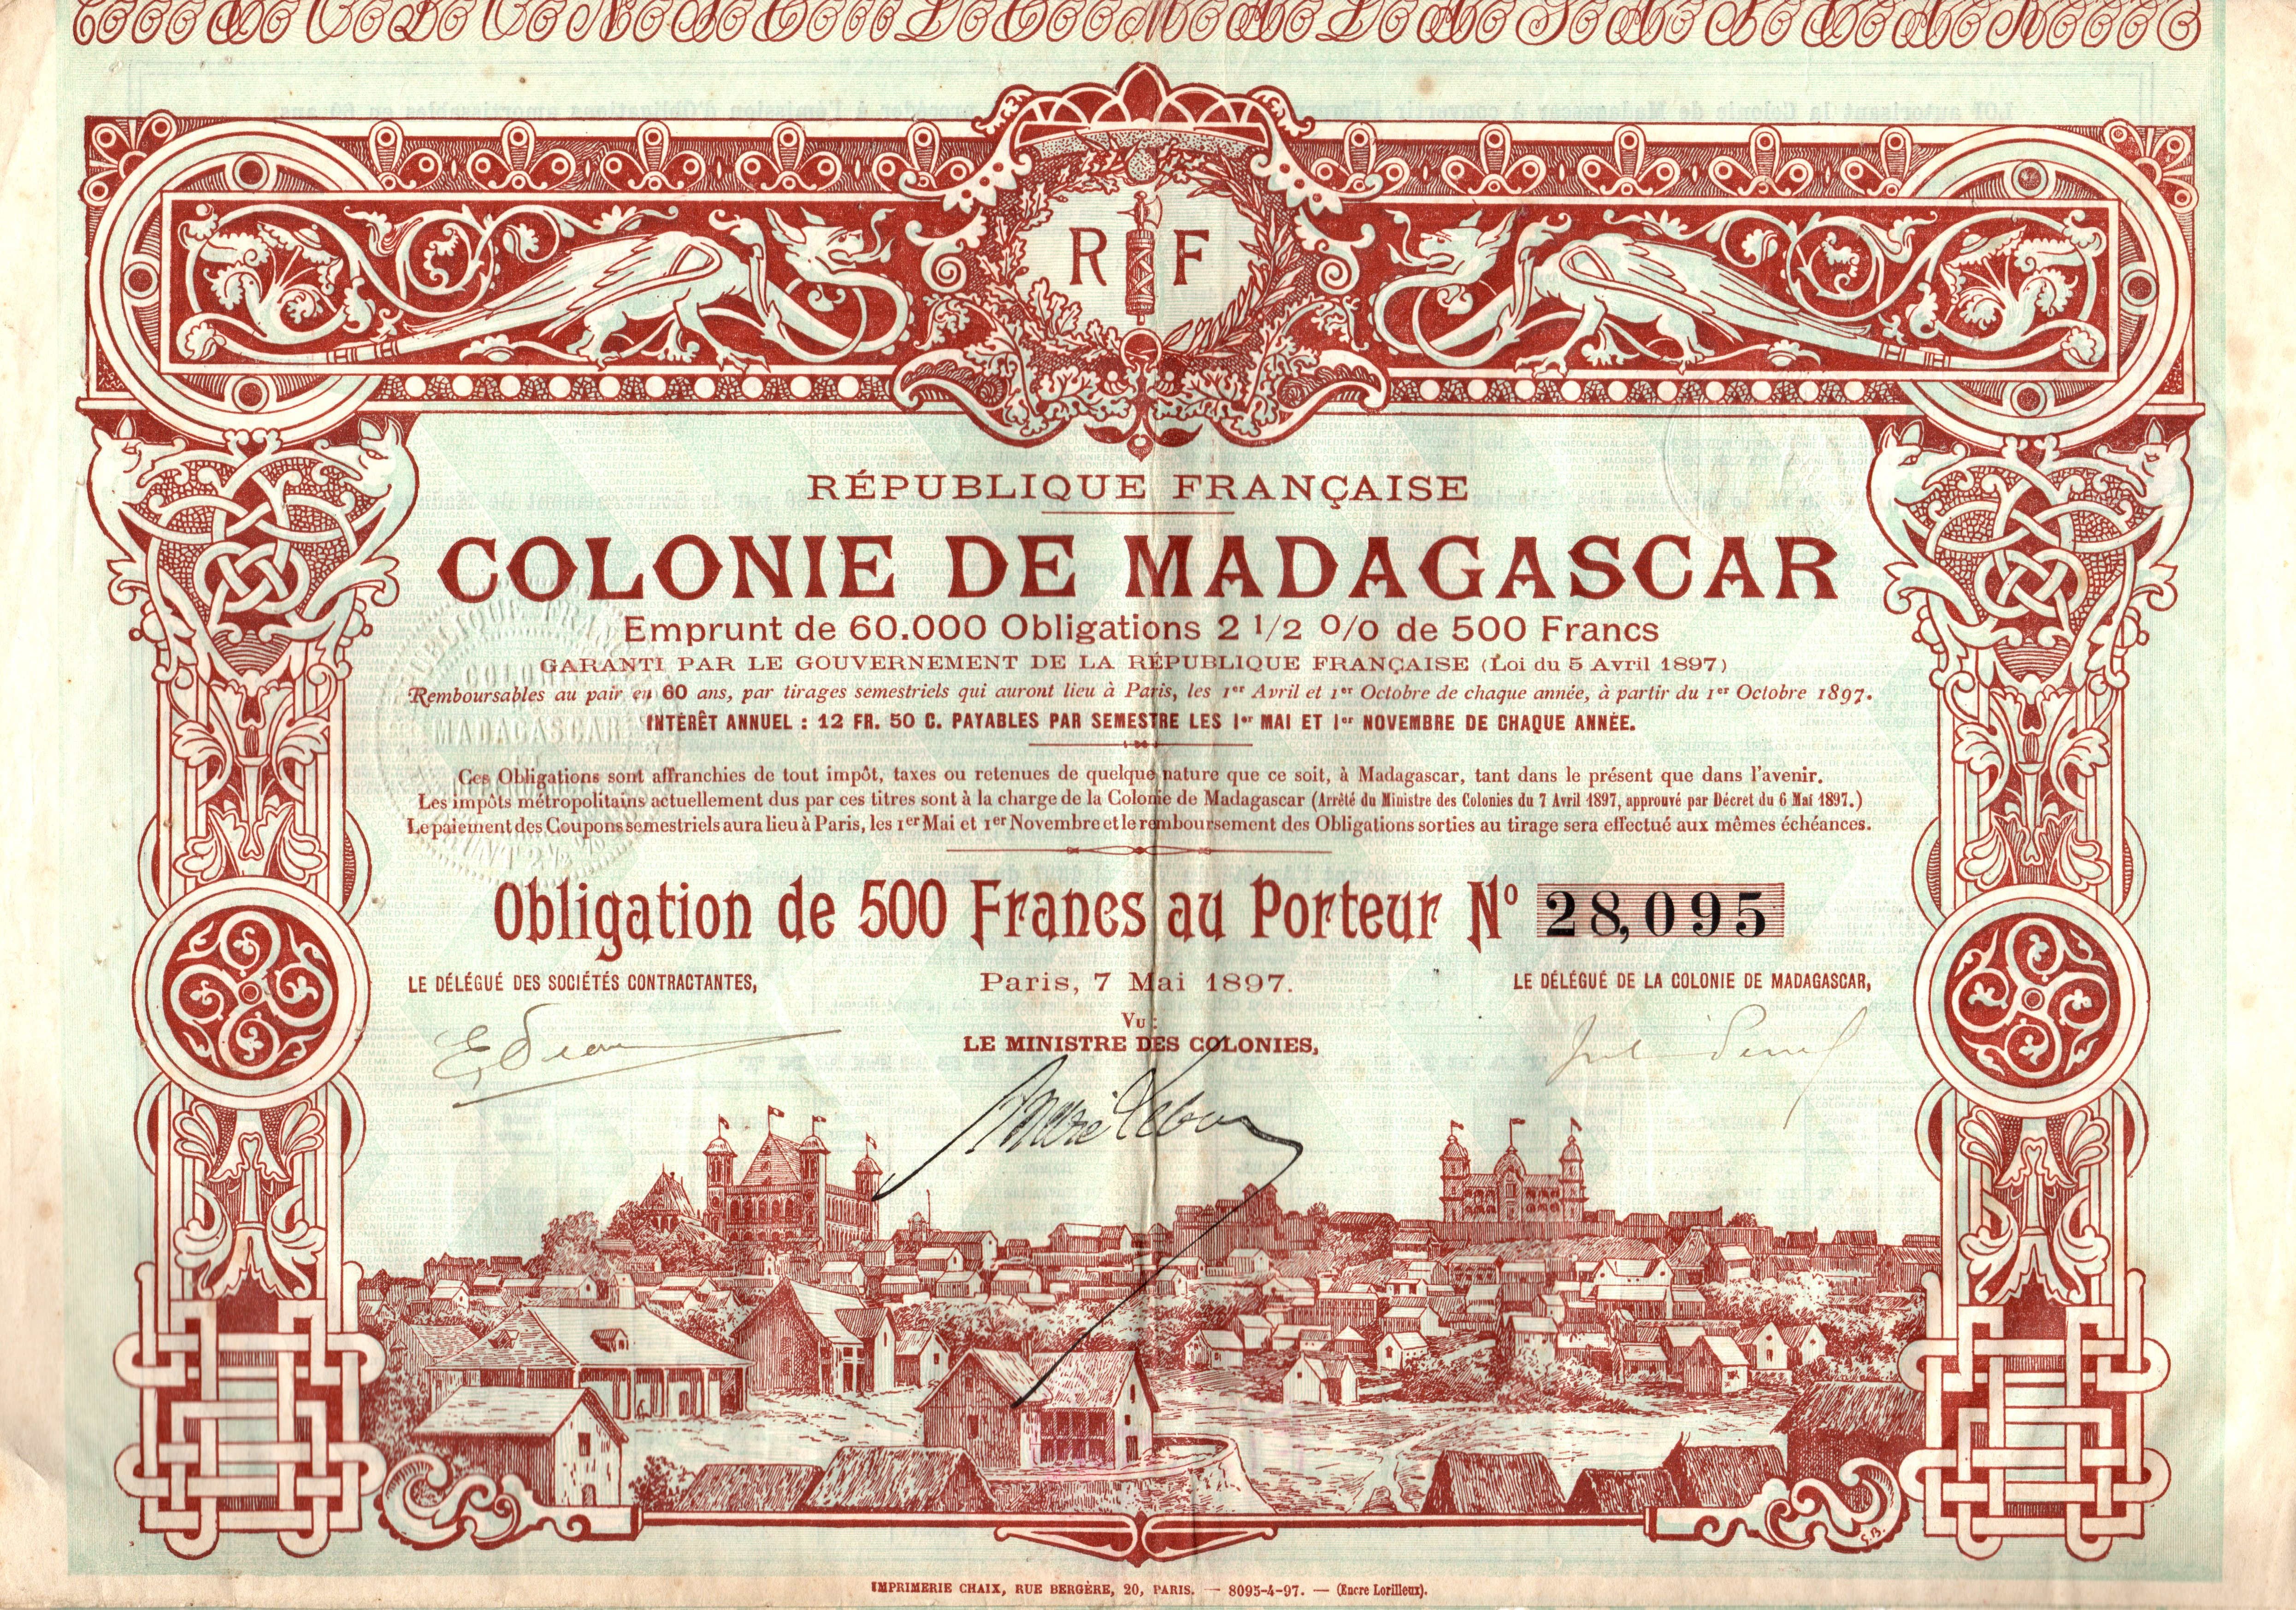 R F
RÉPUBLIQUE FRANÇAISE
COLONIE DE MADAGASCAR
Emprunt de 60.000 Obligations 2 1/2 0/0 de 500 Francs
GARANTI PAR LE GOUVERNEMENT DE LA RÉPUBLIQUE FRANÇAISE (Loi du 5 Avril 1897)
Remboursables au pair en 60 ans, par tirages semestriels qui auront lieu à Paris, les 1er Avril et 1er Octobre de chaque année, à partir du 1er Octobre 1897.
INTÉRÊT ANNUEL : 12 FR. 50 C. PAYABLES PAR SEMESTRE LES 1er MAI ET 1er NOVEMBRE DE CHAQUE ANNÉE.
COLONIE
MADAGASCAR
Ces Obligations sont affranchies de tout impôt, taxes ou retenues de quelque nature que ce soit, à Madagascar, tant dans le présent que dans l'avenir.
Les impôts métropolitains actuellement dus par ces titres sont à la charge de la Colonie de Madagascar (Arrêté du Ministre des Colonies du 7 Avril 1897, approuvé par Décret du 6 Mai 1897.)
Le paiement des Coupons semestriels aura lieu à Paris, les 1er Mai et 1er Novembre et le remboursement des Obligations sorties au tirage sera effectué aux mêmes échéances.
Obligation de 500 Francs au Porteur No 28,095
LE DÉLÉGUÉ DES SOCIÉTÉS CONTRACTANTES,
Paris, 7 Mai 1897.
LE DÉLÉGUÉ DE LA COLONIE DE MADAGASCAR,
Vu :
LE MINISTRE DES COLONIES,
G.B.
IMPRIMERIE CHAIX, RUE BERGÈRE, 20, PARIS. — 8095-4-97. — (Encre Lorilleux).